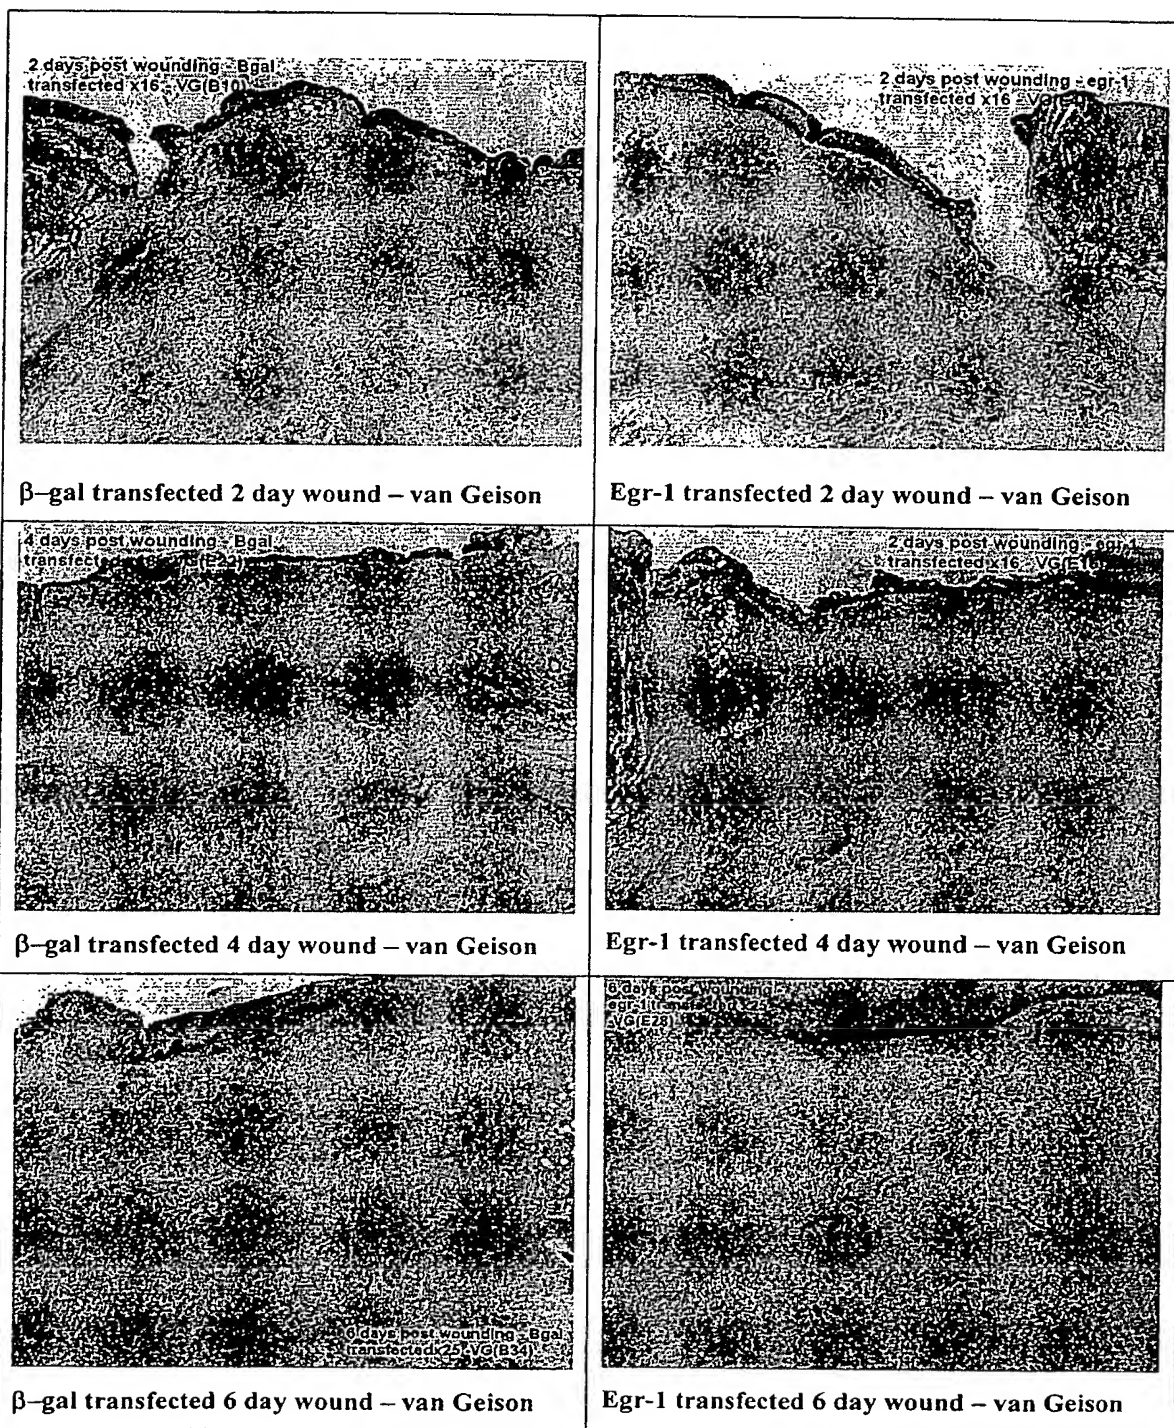 2 days post wounding - Bgal
transfected x16 - VG(B10)
2 days post wounding - egr-1
transfected x16 -
β–gal transfected 2 day wound – van Geison
Egr-1 transfected 2 day wound – van Geison
4 days post wounding - Bgal
2 days post wounding - egr-1
transfected x16 -
β–gal transfected 4 day wound – van Geison
Egr-1 transfected 4 day wound – van Geison
6 days post wounding
VG(E28)
6 days post wounding - Bgal
transfected x25 VG(B34)
β–gal transfected 6 day wound – van Geison
Egr-1 transfected 6 day wound – van Geison